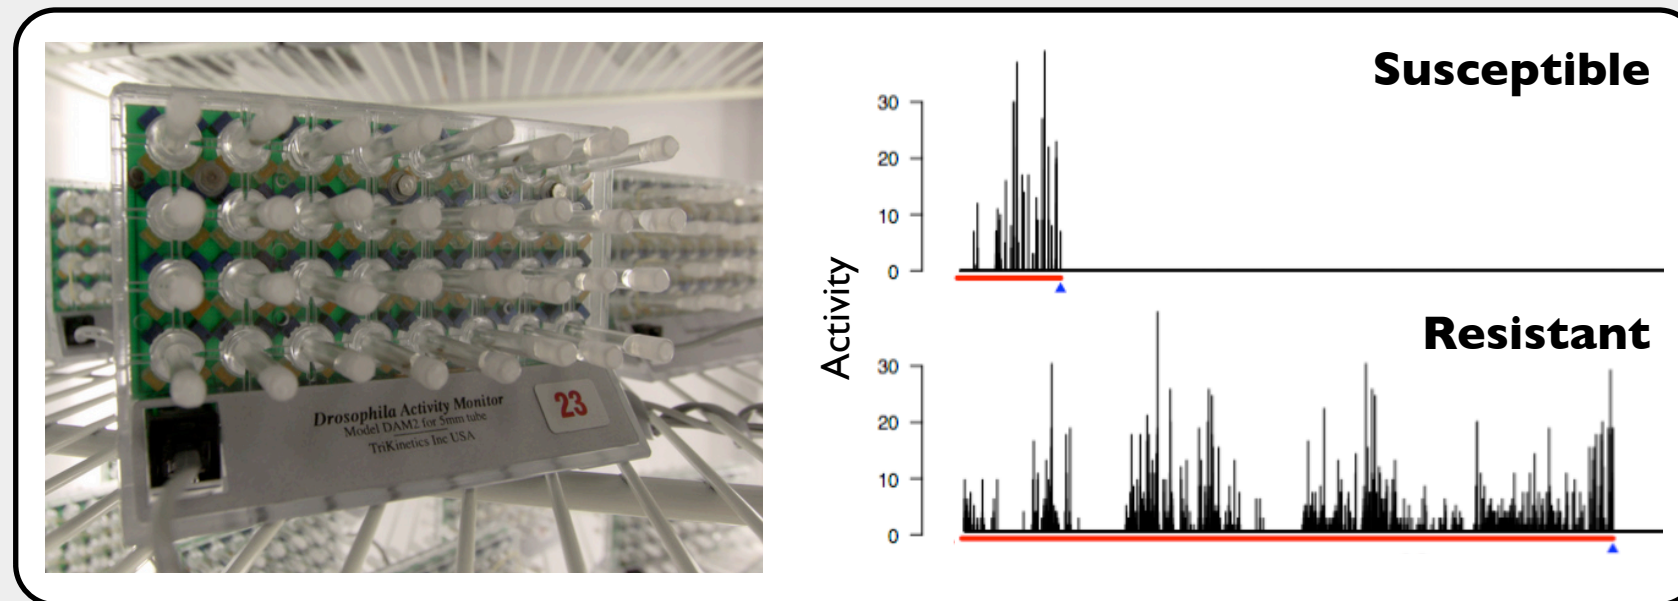 Drosophila Activity Monitor
Model DAM2 for 5mm tube
TriKinetics Inc USA
23
Activity
Susceptible
30
20
10
0
Resistant
30
20
10
0